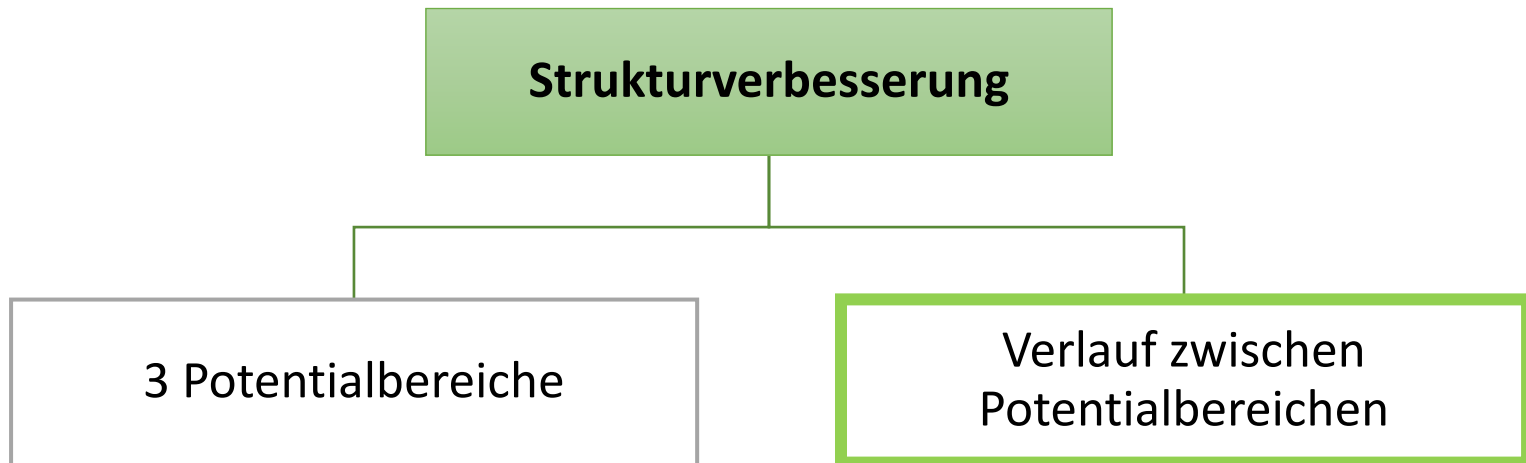 Strukturverbesserung
3 Potentialbereiche
Verlauf zwischen
Potentialbereichen